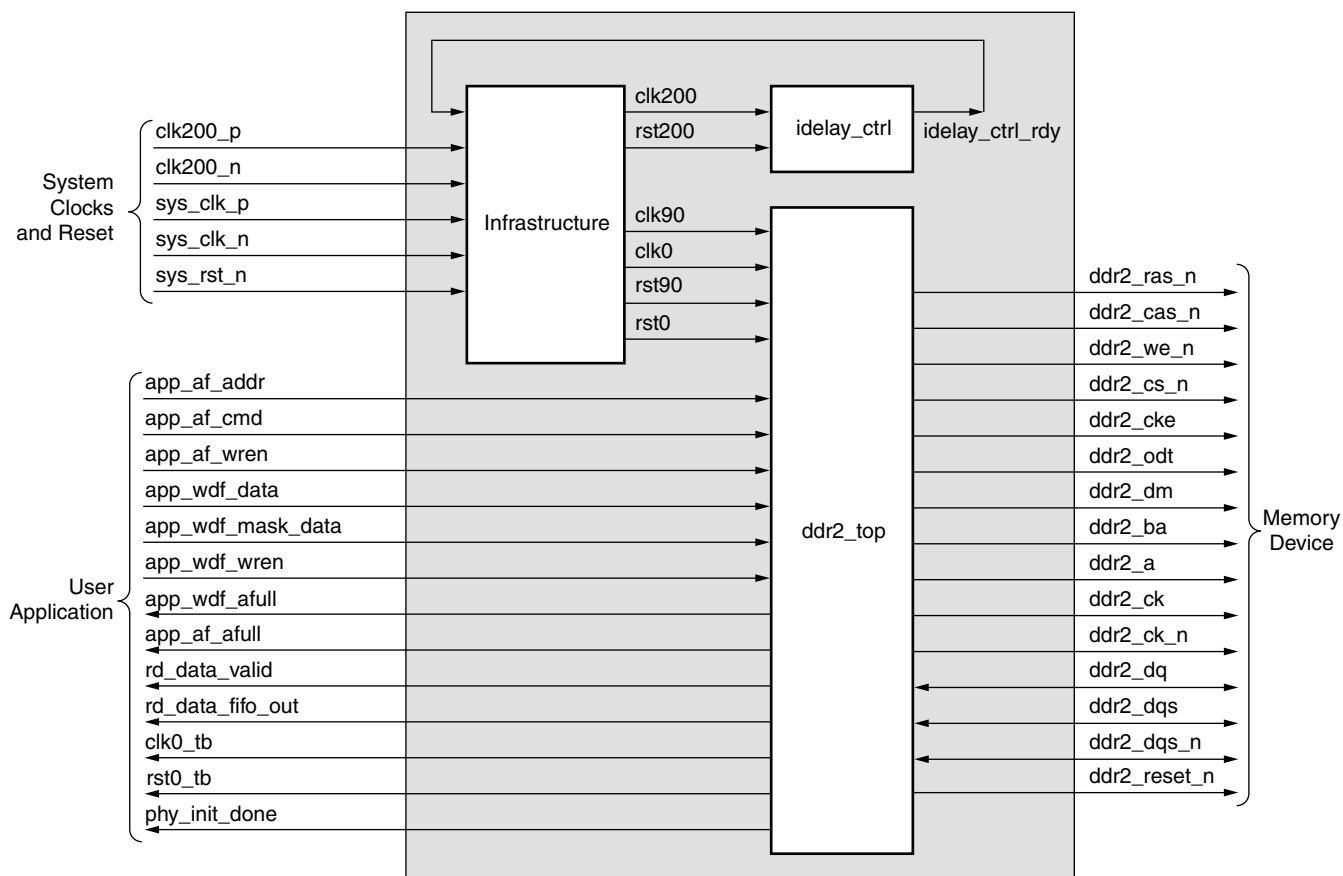 clk200
rst200
idelay_ctrl
idelay_ctrl_rdy
clk200_p
clk200_n
sys_clk_p
sys_clk_n
sys_rst_n
System
Clocks
and Reset
Infrastructure
clk90
clk0
rst90
rst0
app_af_addr
app_af_cmd
app_af_wren
app_wdf_data
app_wdf_mask_data
app_wdf_wren
app_wdf_afull
app_af_afull
rd_data_valid
rd_data_fifo_out
clk0_tb
rst0_tb
phy_init_done
User
Application
ddr2_top
ddr2_ras_n
ddr2_cas_n
ddr2_we_n
ddr2_cs_n
ddr2_cke
ddr2_odt
ddr2_dm
ddr2_ba
ddr2_a
ddr2_ck
ddr2_ck_n
ddr2_dq
ddr2_dqs
ddr2_dqs_n
ddr2_reset_n
Memory
Device